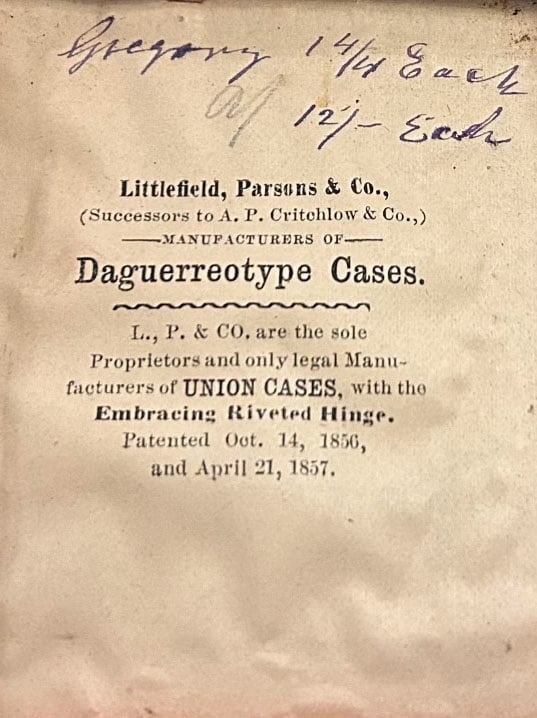 Gregory 14/4 Each
12/- Each
Littlefield, Parsons & Co.,
(Successors to A. P. Critchlow & Co.,)
MANUFACTURERS OF
Daguerreotype Cases.
L., P. & CO. are the sole
Proprietors and only legal Manu-
facturers of UNION CASES, with the
Embracing Riveted Hinge.
Patented Oct. 14, 1856,
and April 21, 1857.